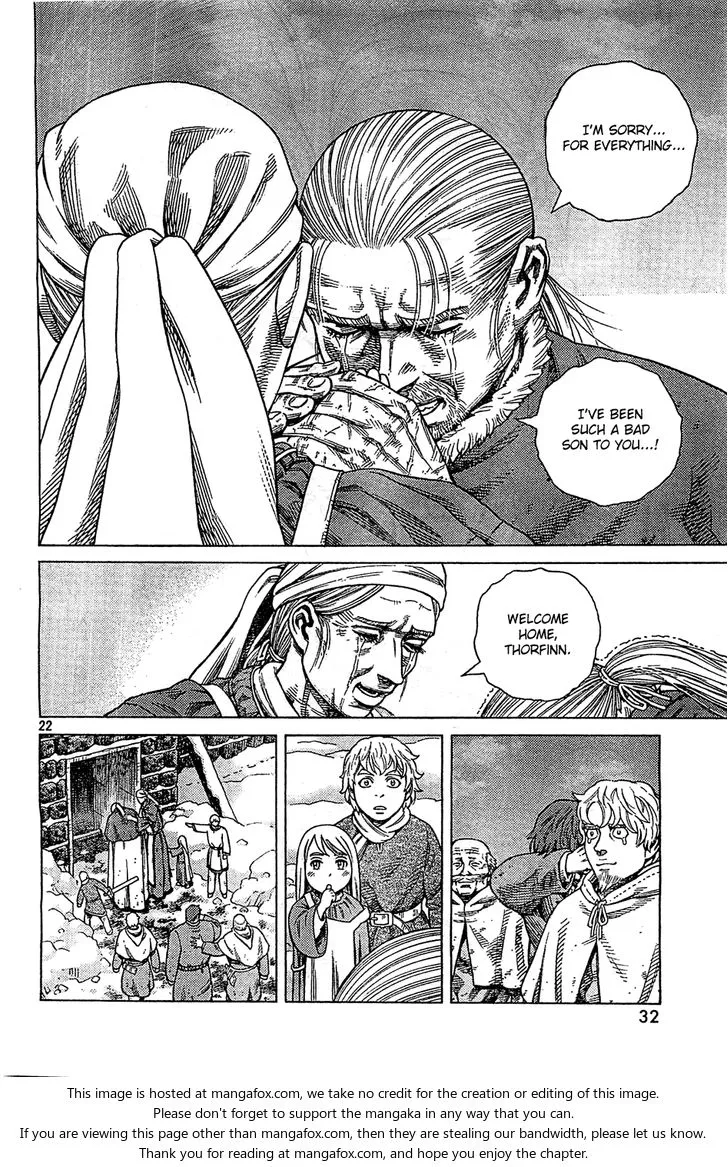 I'M SORRY...
FOR EVERYTHING...
I'VE BEEN
SUCH A BAD
SON TO YOU...!
WELCOME
HOME,
THORFINN.
22
32
This image is hosted at mangafox.com, we take no credit for the creation or editing of this image.
Please don't forget to support the mangaka in any way that you can.
If you are viewing this page other than mangafox.com, then they are stealing our bandwidth, please let us know.
Thank you for reading at mangafox.com, and hope you enjoy the chapter.